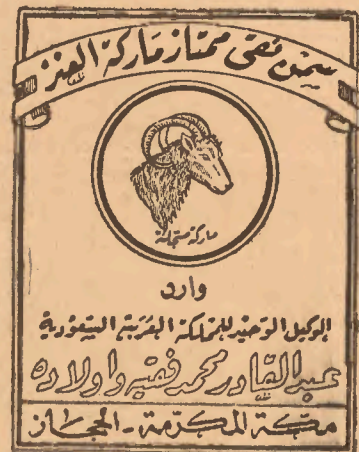 سمن نقي ممتاز ماركة العنز
ماركة مسجلة
وارد
الوكيل الوحيد للمملكة العربية السعودية
عبد القادر محمد فقيه واولاده
مكة المكرمة - الحجاز